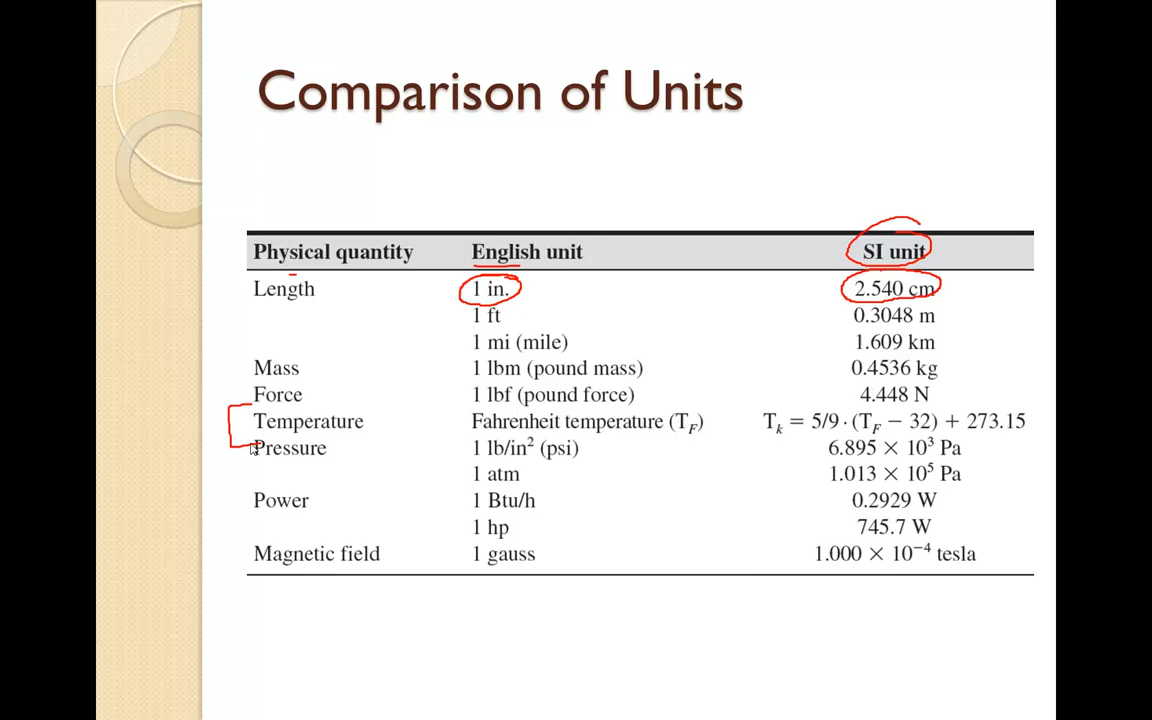 Comparison of Units
Physical quantity English unit SI unit
Length 1 in. 2.540 cm
1 ft 0.3048 m
1 mi (mile) 1.609 km
Mass 1 lbm (pound mass) 0.4536 kg
Force 1 lbf (pound force) 4.448 N
Temperature Fahrenheit temperature (T_F) T_k = 5/9 · (T_F − 32) + 273.15
Pressure 1 lb/in² (psi) 6.895 × 10³ Pa
1 atm 1.013 × 10⁵ Pa
Power 1 Btu/h 0.2929 W
1 hp 745.7 W
Magnetic field 1 gauss 1.000 × 10⁻⁴ tesla